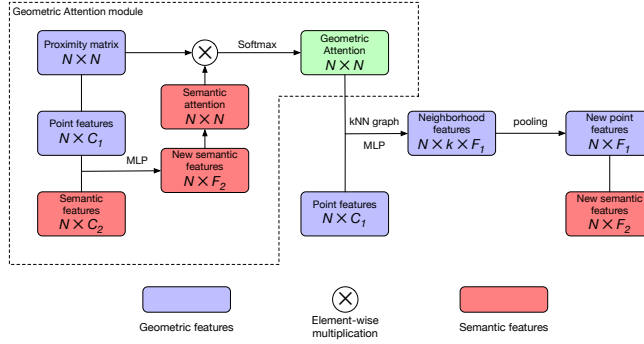 Geometric Attention module
Proximity matrix
N × N
Softmax
Geometric
Attention
N × N
Semantic
attention
N × N
Point features
N × C1
MLP
New semantic
features
N × F2
Semantic
features
N × C2
kNN graph
MLP
Neighborhood
features
N × k × F1
pooling
New point
features
N × F1
Point features
N × C1
New semantic
features
N × F2
Geometric features
Element-wise
multiplication
Semantic features